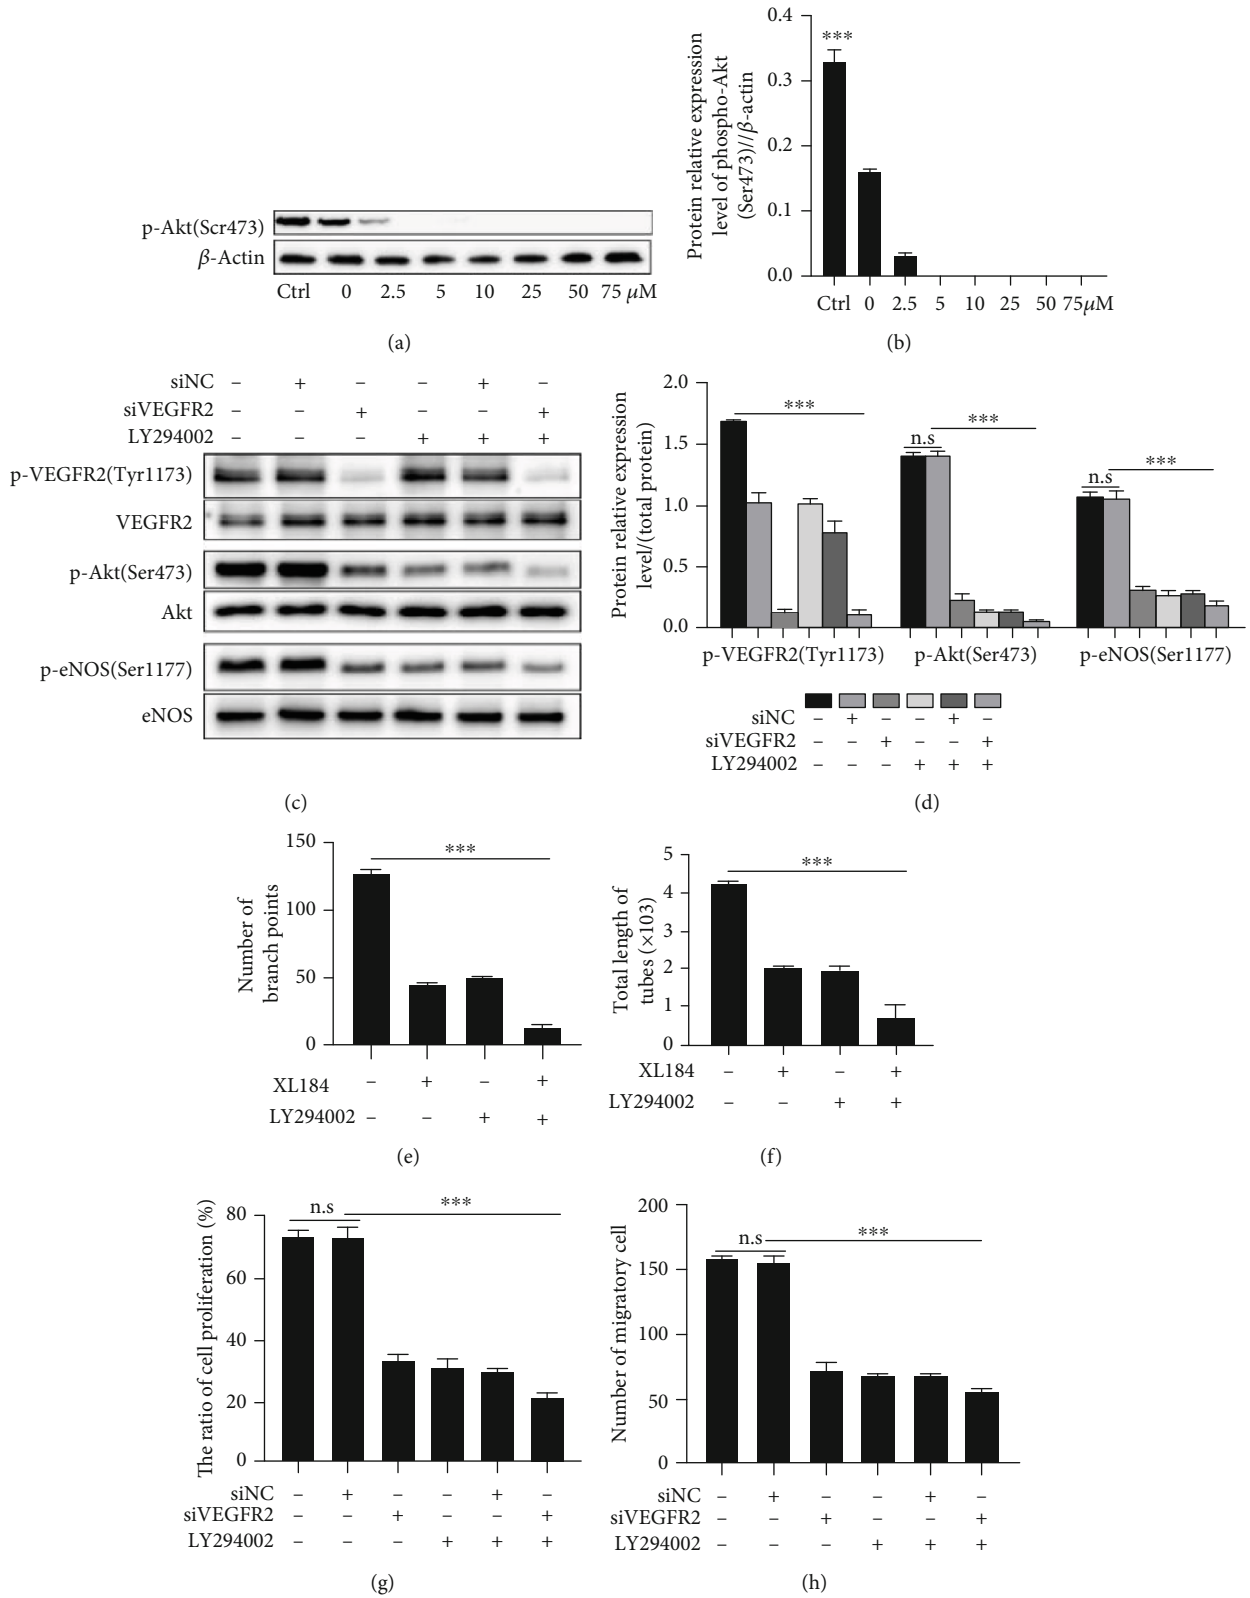 p-Akt(Scr473)
β-Actin
Ctrl 0 2.5 5 10 25 50 75 μM
(a)
Protein relative expression
level of phospho-Akt
(Ser473)//β-actin
0.4
0.3
0.2
0.1
0.0
***
Ctrl 0 2.5 5 10 25 50 75μM
(b)
siNC – + – – + –
siVEGFR2 – – + – – +
LY294002 – – – + + +
p-VEGFR2(Tyr1173)
VEGFR2
p-Akt(Ser473)
Akt
p-eNOS(Ser1177)
eNOS
(c)
Protein relative expression
level/(total protein)
2.0
1.5
1.0
0.5
0.0
***
n.s
***
n.s
***
p-VEGFR2(Tyr1173) p-Akt(Ser473) p-eNOS(Ser1177)
siNC – + – – + –
siVEGFR2 – – + – – +
LY294002 – – – + + +
(d)
Number of
branch points
150
100
50
0
***
XL184 – + – +
LY294002 – – + +
(e)
Total length of
tubes (×103)
5
4
3
2
1
0
***
XL184 – + – +
LY294002 – – + +
(f)
The ratio of cell proliferation (%)
80
60
40
20
0
n.s
***
siNC – + – – + –
siVEGFR2 – – + – – +
LY294002 – – – + + +
(g)
Number of migratory cell
200
150
100
50
0
n.s
***
siNC – + – – + –
siVEGFR2 – – + – – +
LY294002 – – – + + +
(h)